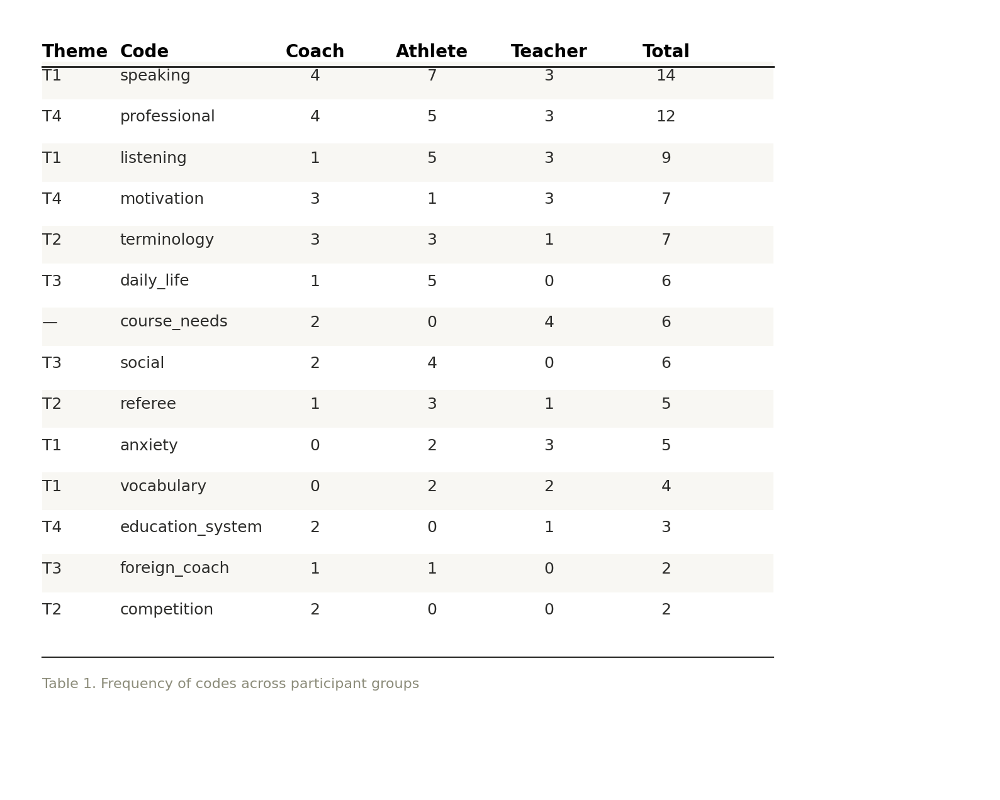 Theme Code Coach Athlete Teacher Total
T1 speaking 4 7 3 14
T4 professional 4 5 3 12
T1 listening 1 5 3 9
T4 motivation 3 1 3 7
T2 terminology 3 3 1 7
T3 daily_life 1 5 0 6
— course_needs 2 0 4 6
T3 social 2 4 0 6
T2 referee 1 3 1 5
T1 anxiety 0 2 3 5
T1 vocabulary 0 2 2 4
T4 education_system 2 0 1 3
T3 foreign_coach 1 1 0 2
T2 competition 2 0 0 2
Table 1. Frequency of codes across participant groups